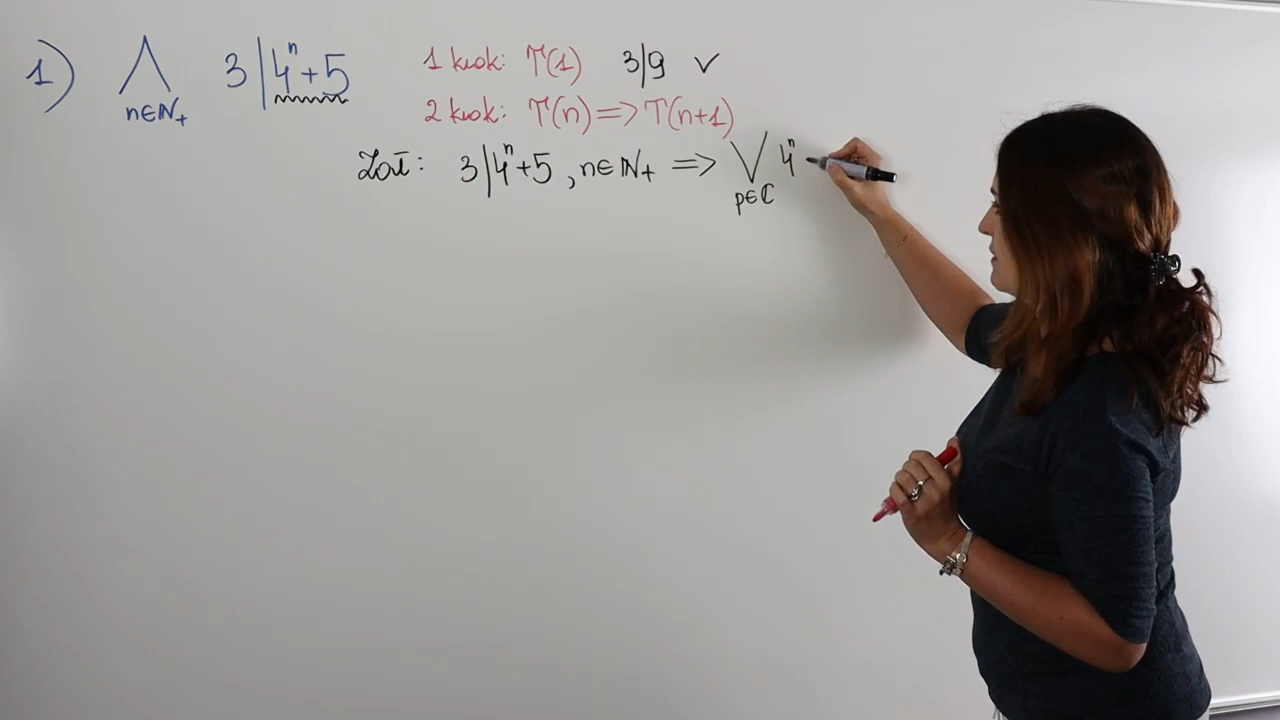 1) ⋀ 3|4ⁿ+5 1 krok: T(1) 3|9 ✓
n∈ℕ₊ 2 krok: T(n) => T(n+1)
Zał: 3|4ⁿ+5, n∈ℕ₊ => ⋁ 4ⁿ
p∈ℂ